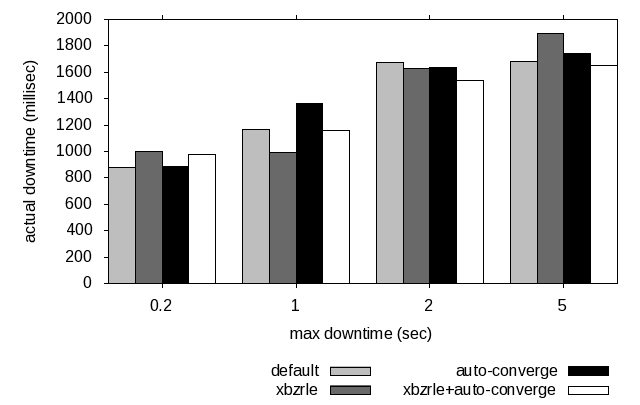 2000
1800
1600
1400
1200
1000
800
600
400
200
0
actual downtime (millisec)
0.2 1 2 5
max downtime (sec)
default auto-converge
xbzrle xbzrle+auto-converge